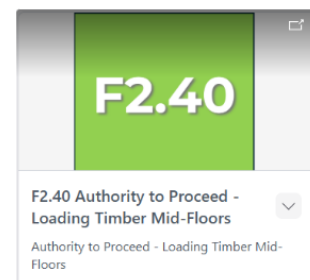 F2.40
F2.40 Authority to Proceed -
Loading Timber Mid-Floors
Authority to Proceed - Loading Timber Mid-
Floors